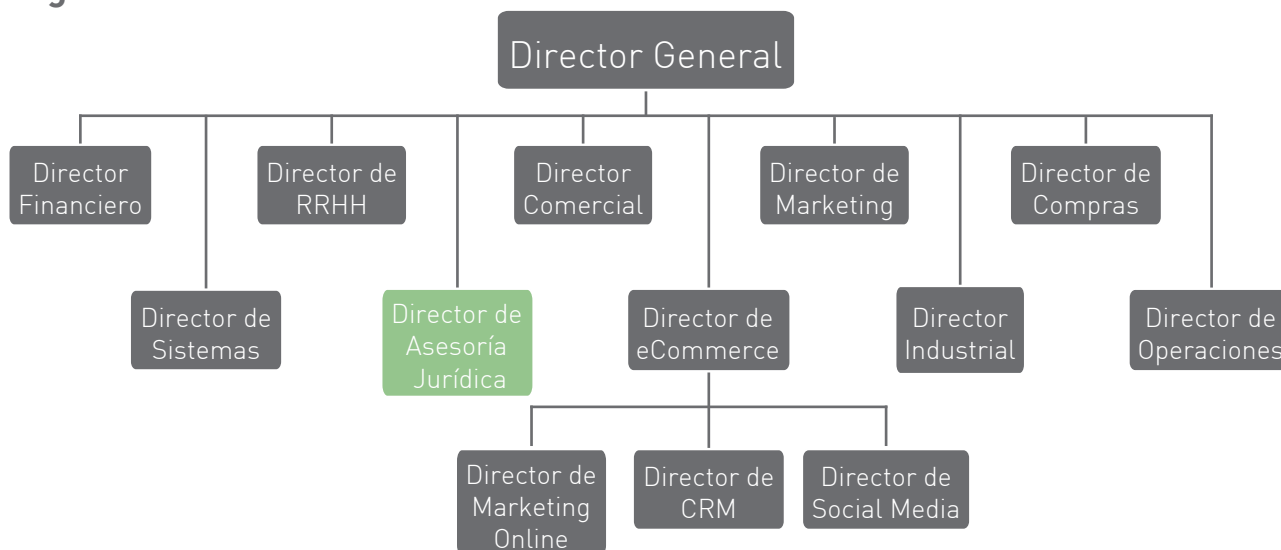 Director General
Director
Financiero
Director de
RRHH
Director
Comercial
Director de
Marketing
Director de
Compras
Director de
Sistemas
Director de
Asesoría
Jurídica
Director de
eCommerce
Director
Industrial
Director de
Operaciones
Director de
Marketing
Online
Director de
CRM
Director de
Social Media